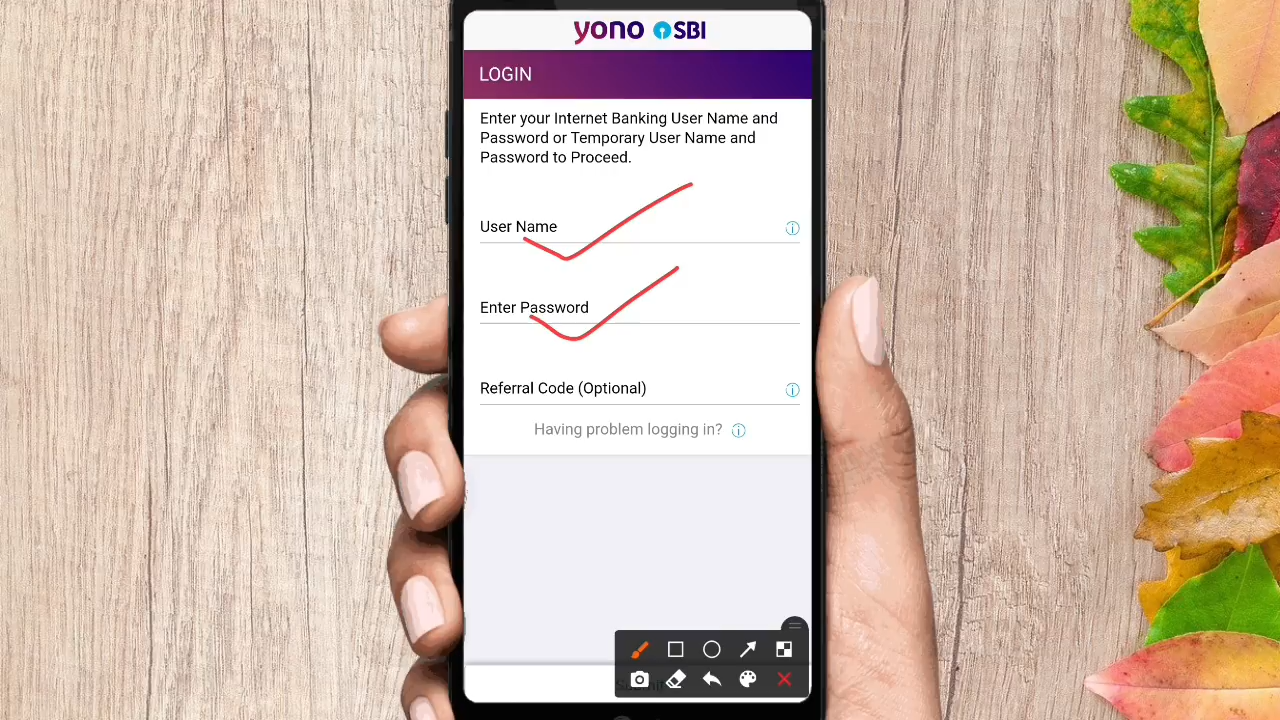 yono SBI
LOGIN
Enter your Internet Banking User Name and
Password or Temporary User Name and
Password to Proceed.
User Name
Enter Password
Referral Code (Optional)
Having problem logging in?